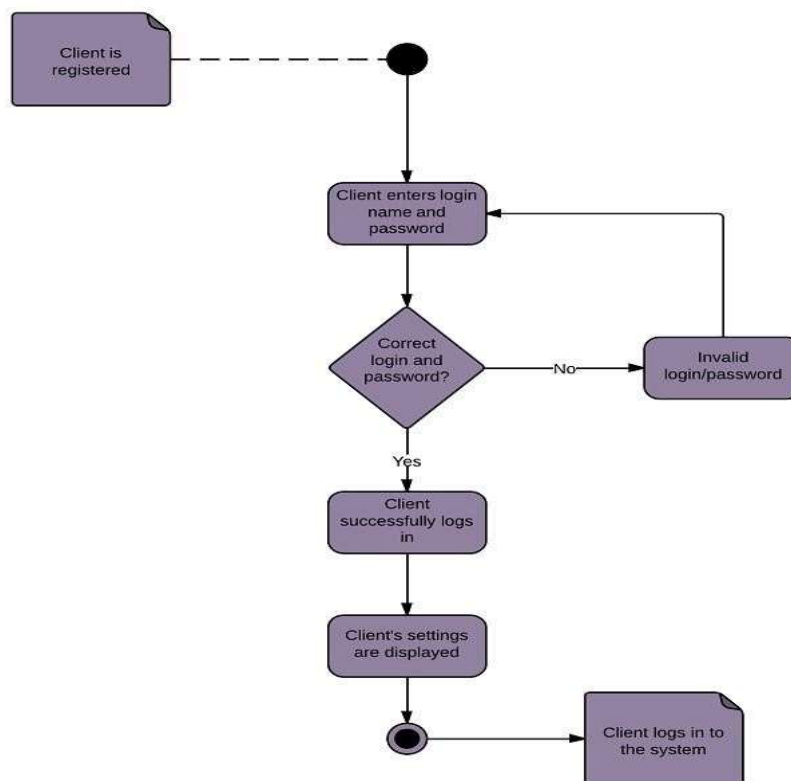 Client is
registered
Client enters login
name and
password
Correct
login and
password?
No
Invalid
login/password
Yes
Client
successfully logs
in
Client's settings
are displayed
Client logs in to
the system